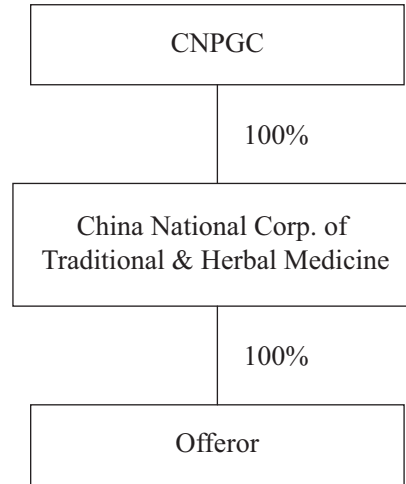 CNPGC
100%
China National Corp. of
Traditional & Herbal Medicine
100%
Offeror